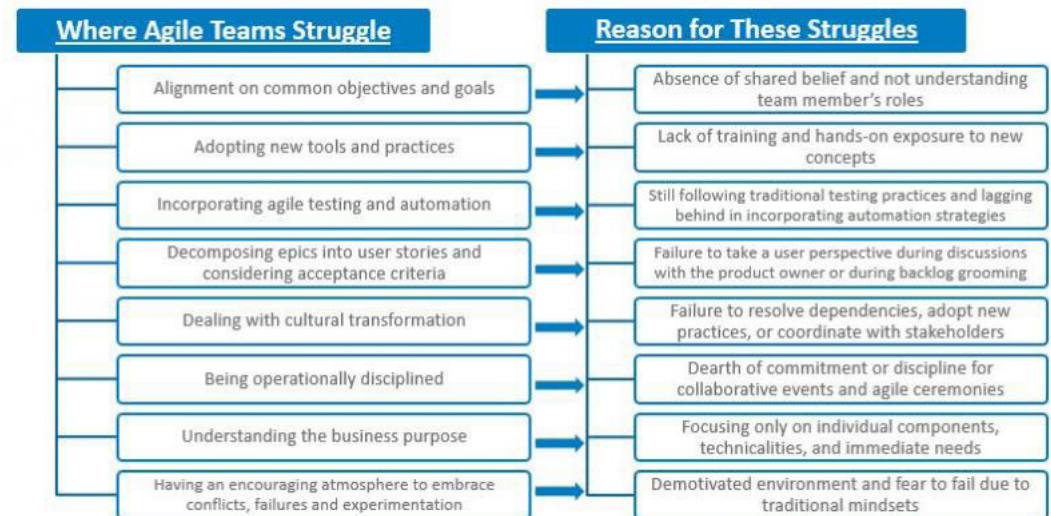 Where Agile Teams Struggle
Reason for These Struggles
Alignment on common objectives and goals
Absence of shared belief and not understanding
team member's roles
Adopting new tools and practices
Lack of training and hands-on exposure to new
concepts
Incorporating agile testing and automation
Still following traditional testing practices and lagging
behind in incorporating automation strategies
Decomposing epics into user stories and
considering acceptance criteria
Failure to take a user perspective during discussions
with the product owner or during backlog grooming
Dealing with cultural transformation
Failure to resolve dependencies, adopt new
practices, or coordinate with stakeholders
Being operationally disciplined
Dearth of commitment or discipline for
collaborative events and agile ceremonies
Understanding the business purpose
Focusing only on individual components,
technicalities, and immediate needs
Having an encouraging atmosphere to embrace
conflicts, failures and experimentation
Demotivated environment and fear to fail due to
traditional mindsets